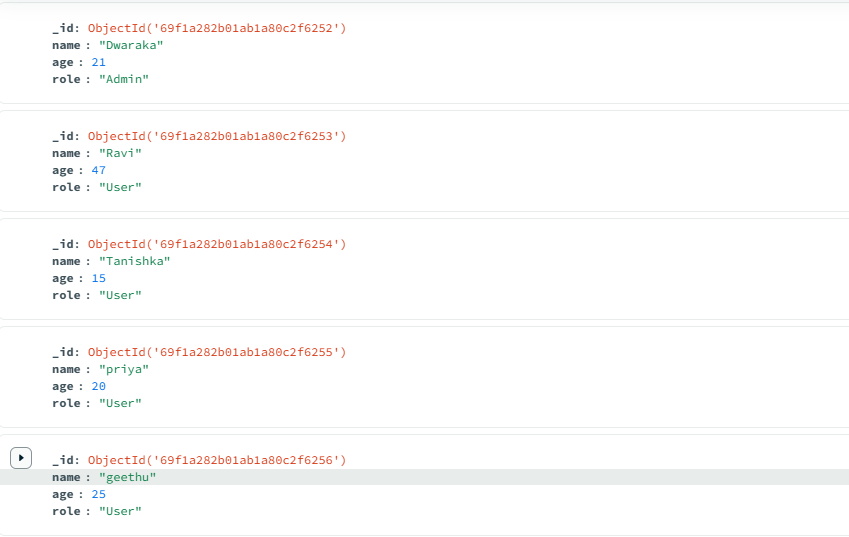 _id: ObjectId('69f1a282b01ab1a80c2f6252')
name : "Dwaraka"
age : 21
role : "Admin"
_id: ObjectId('69f1a282b01ab1a80c2f6253')
name : "Ravi"
age : 47
role : "User"
_id: ObjectId('69f1a282b01ab1a80c2f6254')
name : "Tanishka"
age : 15
role : "User"
_id: ObjectId('69f1a282b01ab1a80c2f6255')
name : "priya"
age : 20
role : "User"
_id: ObjectId('69f1a282b01ab1a80c2f6256')
name : "geethu"
age : 25
role : "User"